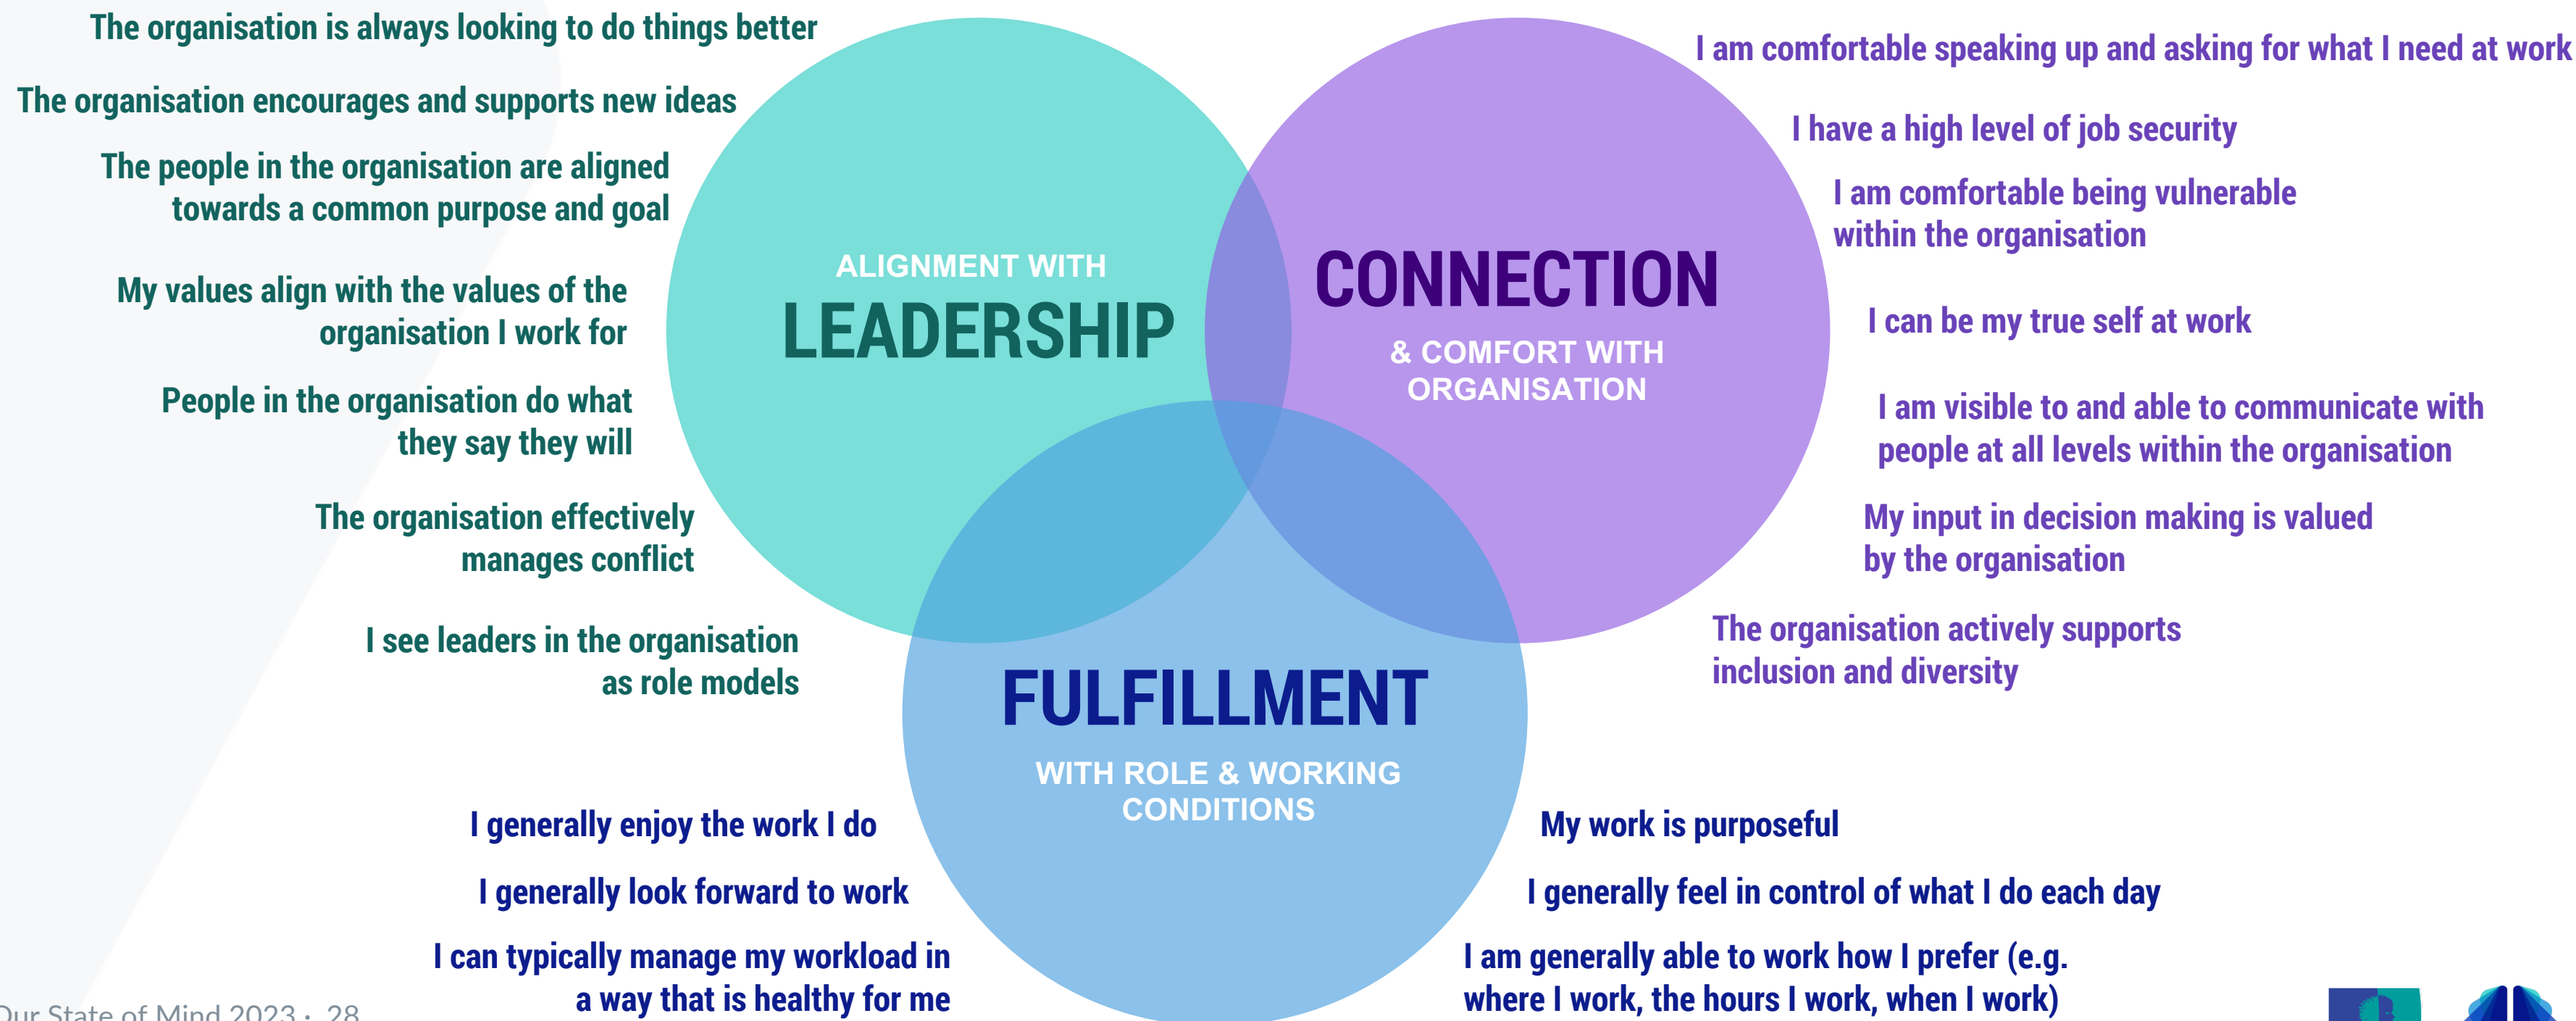 The organisation is always looking to do things better
The organisation encourages and supports new ideas
The people in the organisation are aligned
towards a common purpose and goal
My values align with the values of the
organisation I work for
People in the organisation do what
they say they will
The organisation effectively
manages conflict
I see leaders in the organisation
as role models
ALIGNMENT WITH
LEADERSHIP
CONNECTION
& COMFORT WITH
ORGANISATION
I am comfortable speaking up and asking for what I need at work
I have a high level of job security
I am comfortable being vulnerable
within the organisation
I can be my true self at work
I am visible to and able to communicate with
people at all levels within the organisation
My input in decision making is valued
by the organisation
The organisation actively supports
inclusion and diversity
FULFILLMENT
WITH ROLE & WORKING
CONDITIONS
I generally enjoy the work I do
I generally look forward to work
I can typically manage my workload in
a way that is healthy for me
My work is purposeful
I generally feel in control of what I do each day
I am generally able to work how I prefer (e.g.
where I work, the hours I work, when I work)
Our State of Mind 2023 · 28